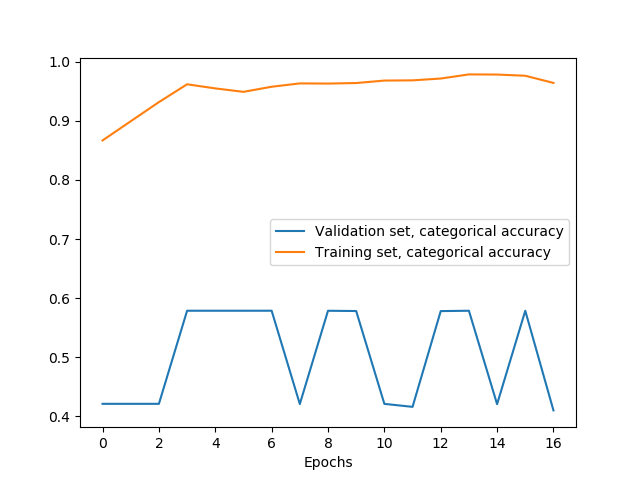 1.0
0.9
0.8
0.7
0.6
0.5
0.4
Validation set, categorical accuracy
Training set, categorical accuracy
0 2 4 6 8 10 12 14 16
Epochs